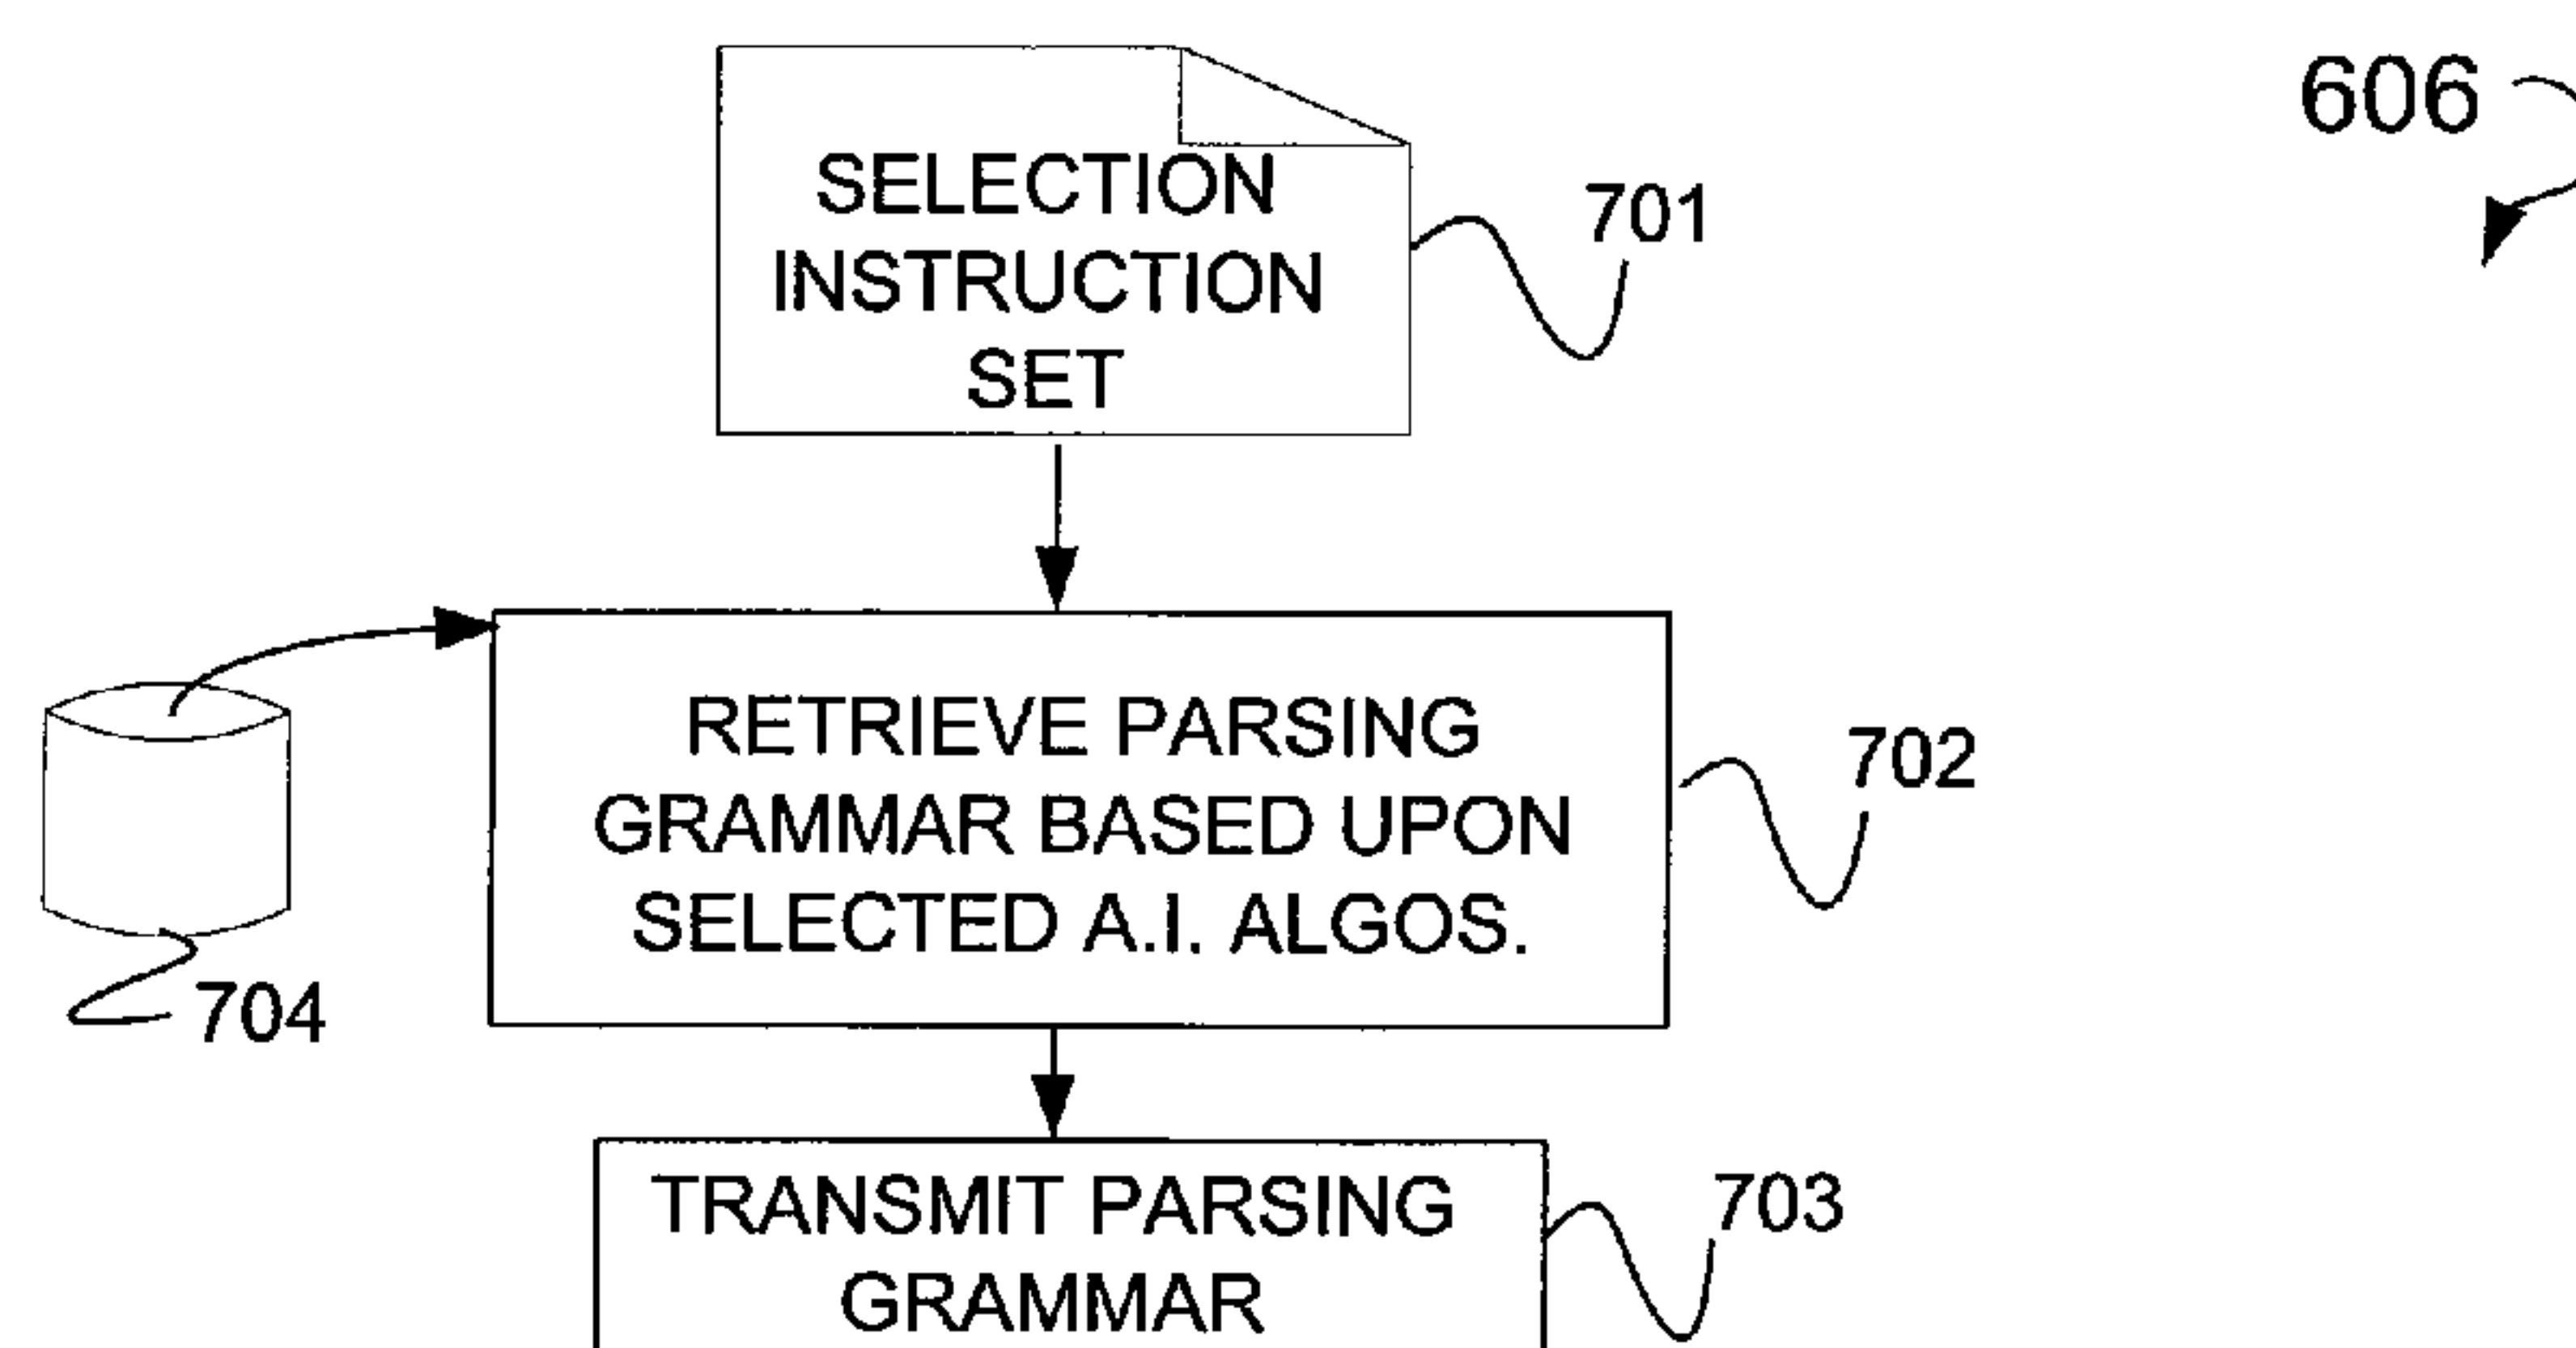 606
SELECTION
INSTRUCTION
SET
701
RETRIEVE PARSING
GRAMMAR BASED UPON
SELECTED A.I. ALGOS.
702
704
TRANSMIT PARSING
GRAMMAR
703